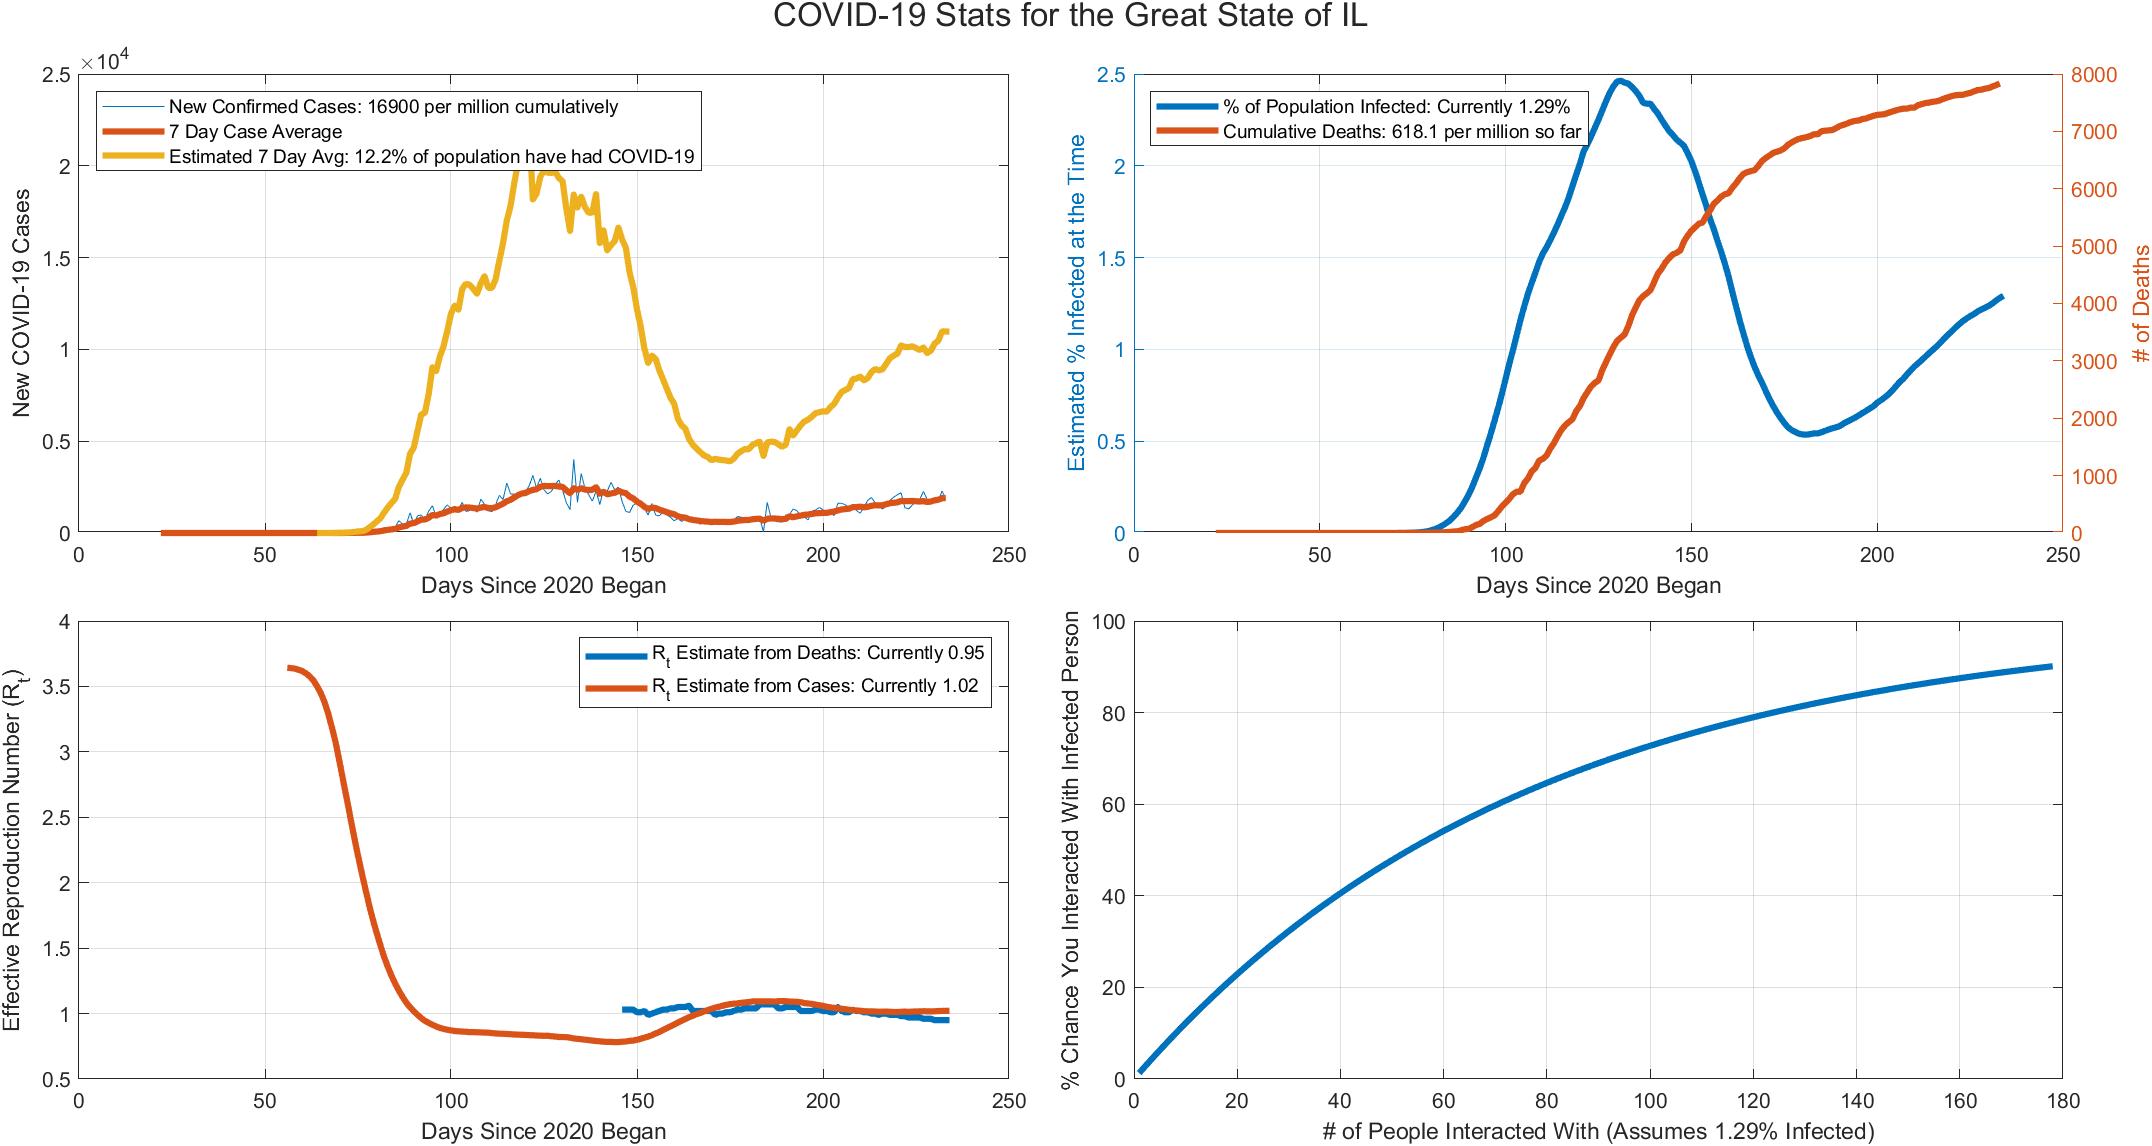 COVID-19 Stats for the Great State of IL
×10⁴
2.5
2
1.5
1
0.5
0
New COVID-19 Cases
New Confirmed Cases: 16900 per million cumulatively
7 Day Case Average
Estimated 7 Day Avg: 12.2% of population have had COVID-19
0 50 100 150 200 250
Days Since 2020 Began
2.5
2
1.5
1
0.5
0
Estimated % Infected at the Time
% of Population Infected: Currently 1.29%
Cumulative Deaths: 618.1 per million so far
8000
7000
6000
5000
4000
3000
2000
1000
0
# of Deaths
0 50 100 150 200 250
Days Since 2020 Began
4
3.5
3
2.5
2
1.5
1
0.5
Effective Reproduction Number (Rt)
Rt Estimate from Deaths: Currently 0.95
Rt Estimate from Cases: Currently 1.02
0 50 100 150 200 250
Days Since 2020 Began
100
80
60
40
20
0
% Chance You Interacted With Infected Person
0 20 40 60 80 100 120 140 160 180
# of People Interacted With (Assumes 1.29% Infected)